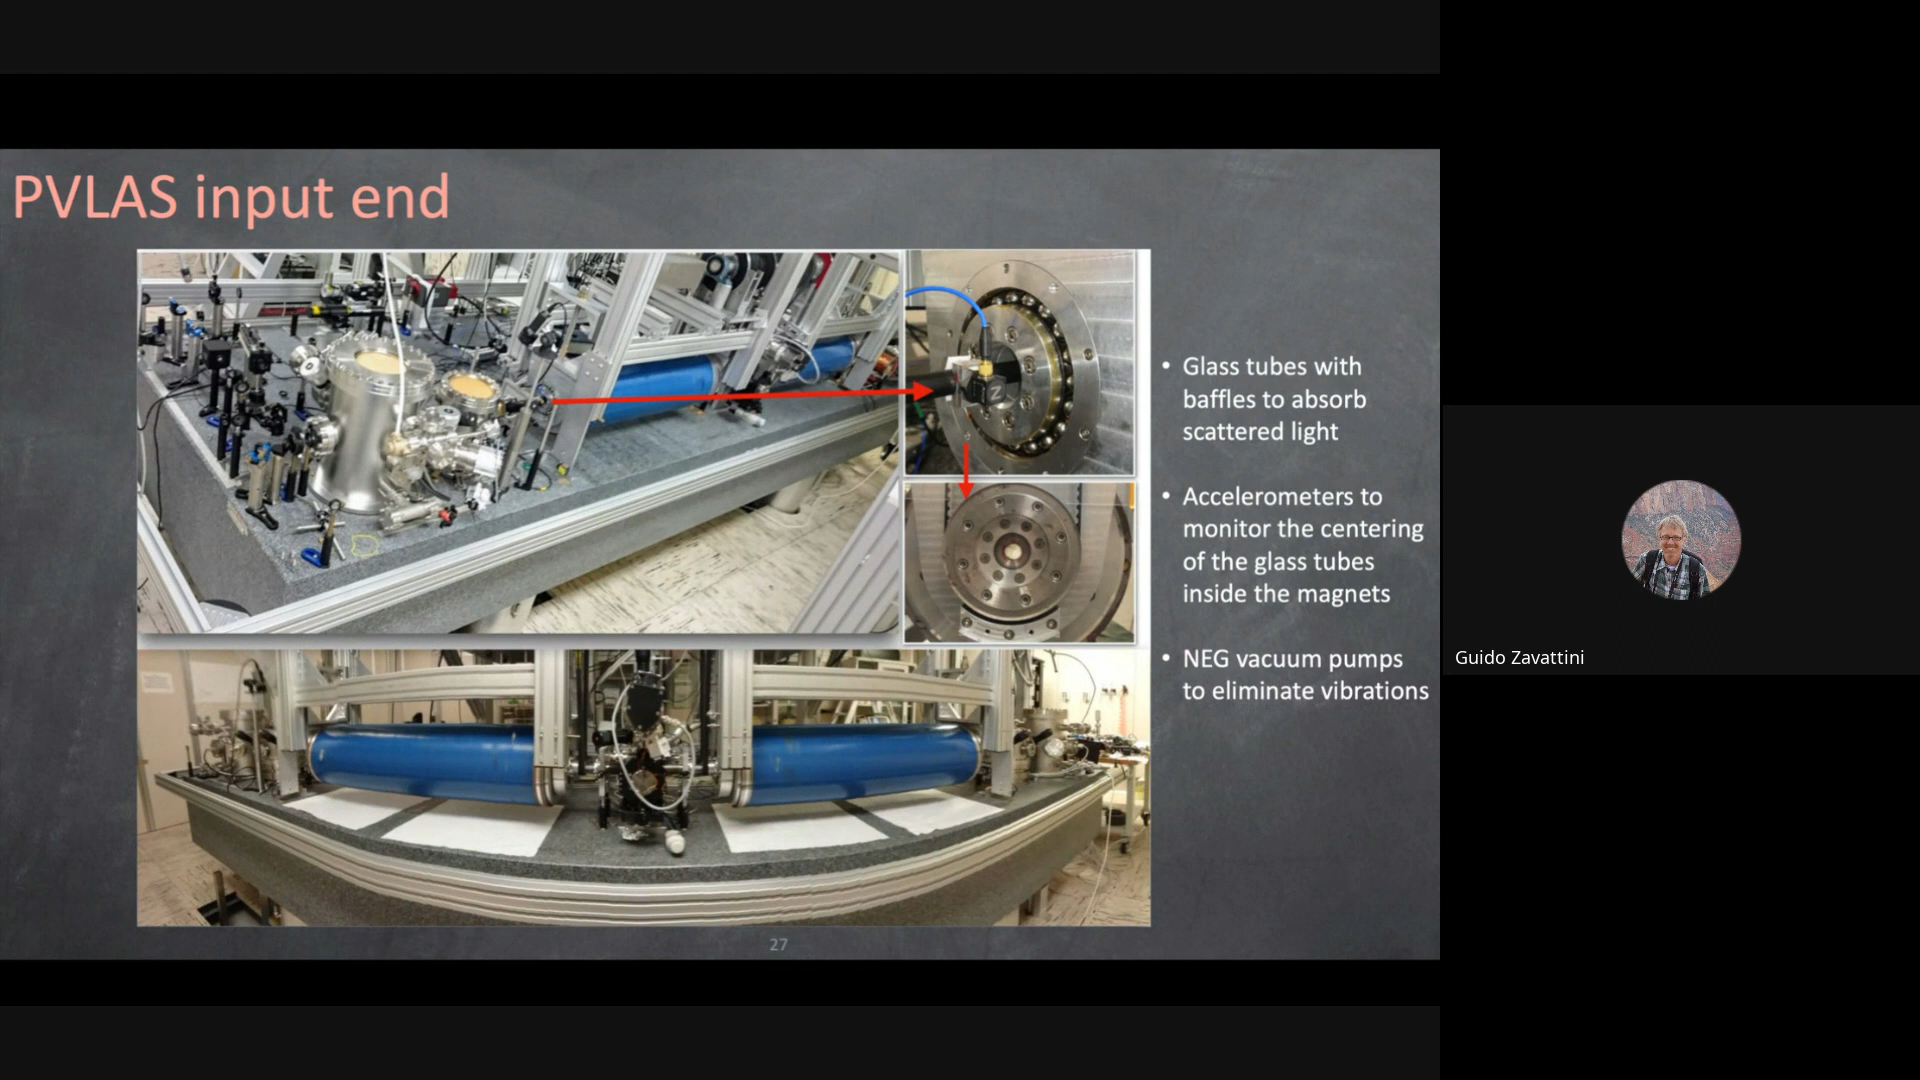 PVLAS input end
• Glass tubes with
baffles to absorb
scattered light
• Accelerometers to
monitor the centering
of the glass tubes
inside the magnets
• NEG vacuum pumps
to eliminate vibrations
27
Guido Zavattini